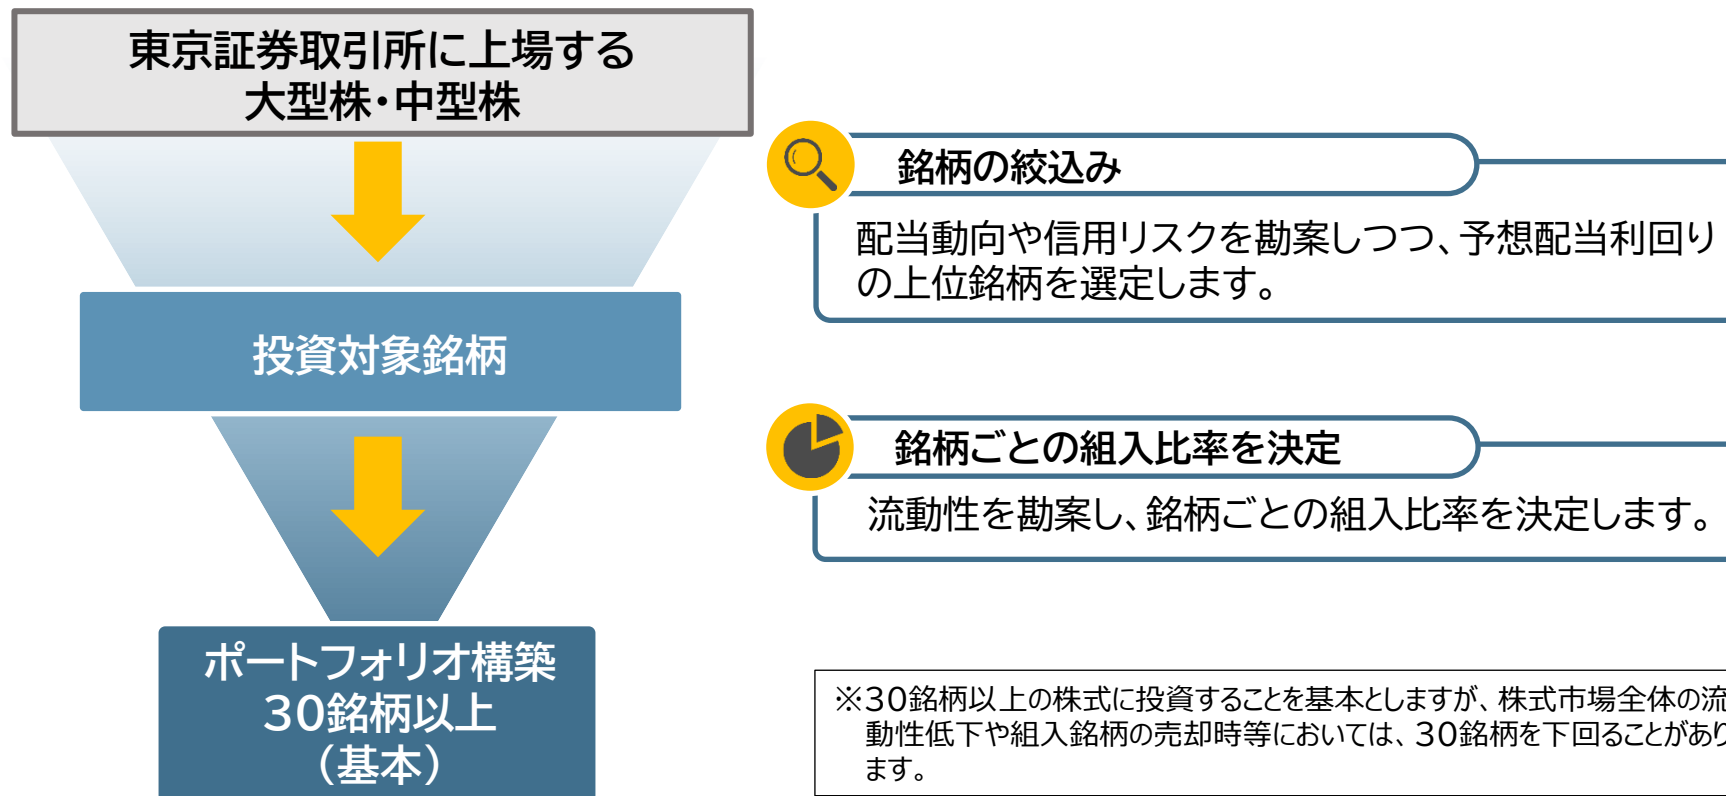 東京証券取引所に上場する
大型株・中型株
銘柄の絞込み
配当動向や信用リスクを勘案しつつ、予想配当利回り
の上位銘柄を選定します。
投資対象銘柄
銘柄ごとの組入比率を決定
流動性を勘案し、銘柄ごとの組入比率を決定します。
ポートフォリオ構築
30銘柄以上
（基本）
※30銘柄以上の株式に投資することを基本としますが、株式市場全体の流
動性低下や組入銘柄の売却時等においては、30銘柄を下回ることがあり
ます。